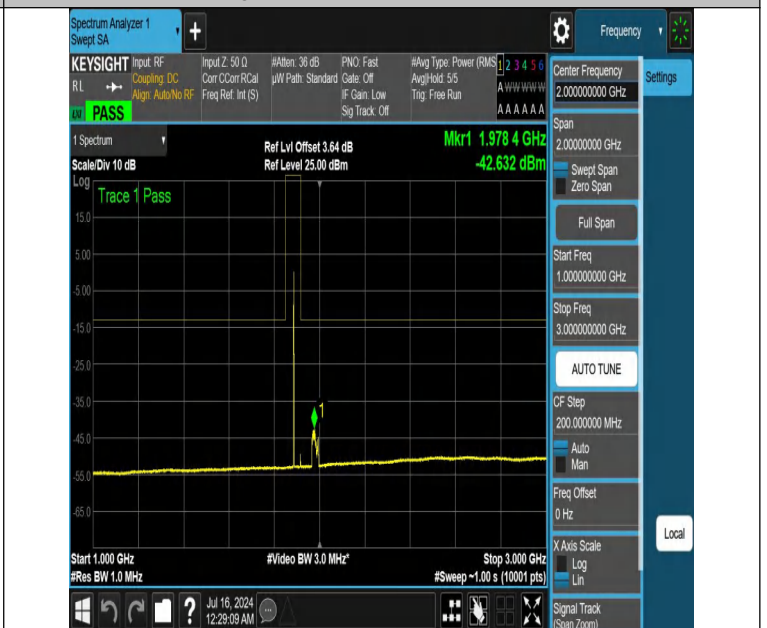 Spectrum Analyzer 1
Swept SA
+
Frequency
KEYSIGHT
RL
LXI
PASS
Input: RF
Coupling: DC
Align: Auto/No RF
Input Z: 50 Ω
Corr CCorr RCal
Freq Ref: Int (S)
#Atten: 36 dB
µW Path: Standard
PNO: Fast
Gate: Off
IF Gain: Low
Sig Track: Off
#Avg Type: Power (RMS
Avg|Hold: 5/5
Trig: Free Run
1 2 3 4 5 6
A W W W W W
A A A A A A
1 Spectrum
Scale/Div 10 dB
Ref Lvl Offset 3.64 dB
Ref Level 25.00 dBm
Mkr1 1.978 4 GHz
-42.632 dBm
Log
Trace 1 Pass
15.0
5.00
-5.00
-15.0
-25.0
-35.0
-45.0
-55.0
-65.0
1
Start 1.000 GHz
#Res BW 1.0 MHz
#Video BW 3.0 MHz*
Stop 3.000 GHz
#Sweep ~1.00 s (10001 pts)
?
Jul 16, 2024
12:29:09 AM
Center Frequency
2.000000000 GHz
Span
2.00000000 GHz
Swept Span
Zero Span
Full Span
Start Freq
1.000000000 GHz
Stop Freq
3.000000000 GHz
AUTO TUNE
CF Step
200.000000 MHz
Auto
Man
Freq Offset
0 Hz
X Axis Scale
Log
Lin
Signal Track
(Span Zoom)
Settings
Local